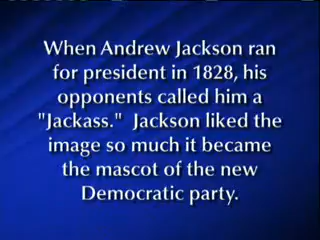 When Andrew Jackson ran
for president in 1828, his
opponents called him a
"Jackass."  Jackson liked the
image so much it became
the mascot of the new
Democratic party.